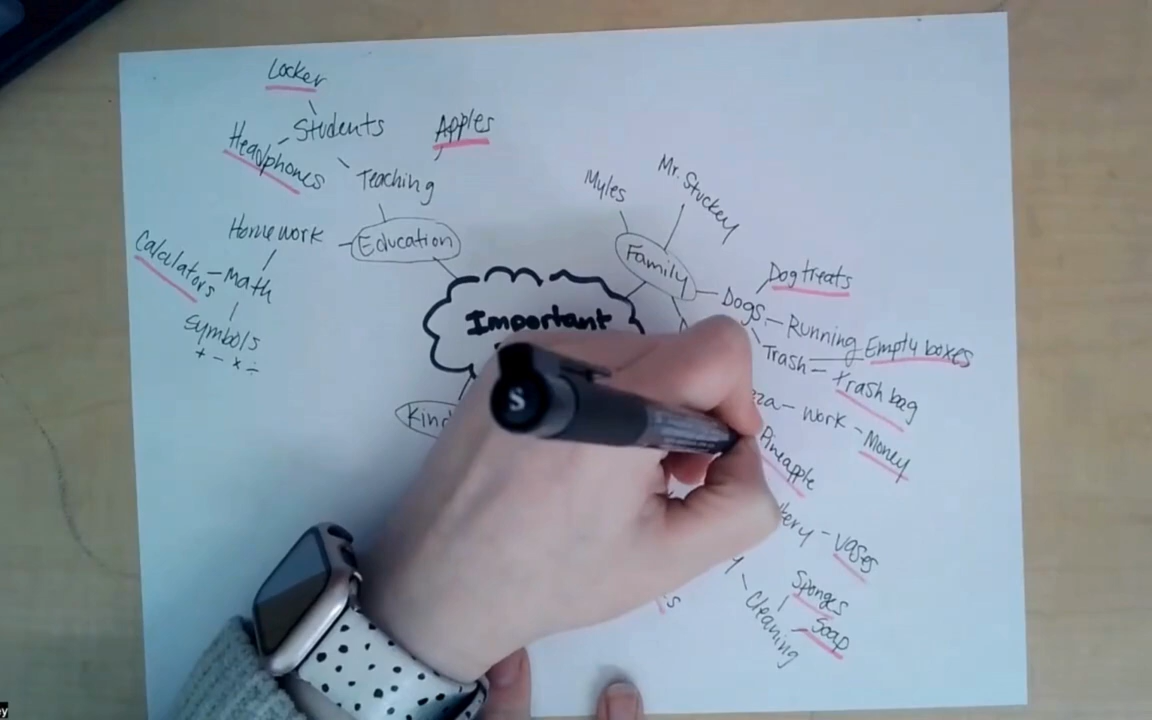 Locker
Students
Apples
Headphones
Teaching
Myles
Mr. Stuckey
Homework
Education
Calculators
Math
Symbols
+ - × ÷
Family
Dogs
Dog treats
Running
Empty boxes
Trash
Trash bag
Important
work
Money
Pineapple
vases
Cleaning
Sponges
Soap
S